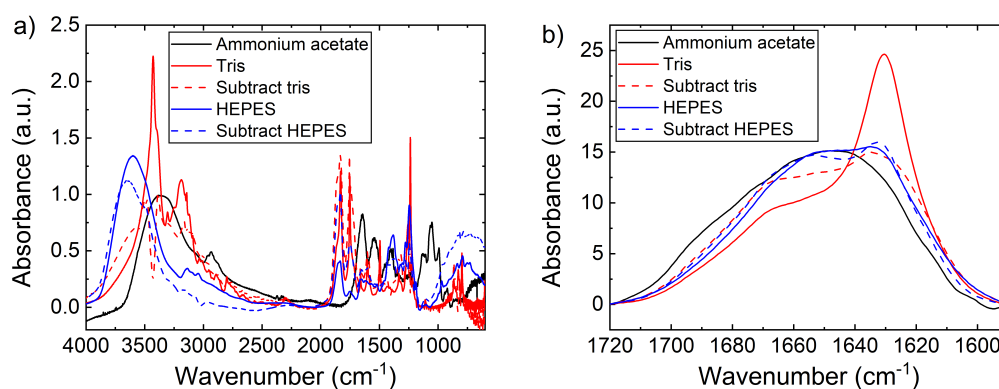 a)
2.5
2.0
1.5
1.0
0.5
0.0
Absorbance (a.u.)
Ammonium acetate
Tris
Subtract tris
HEPES
Subtract HEPES
4000 3500 3000 2500 2000 1500 1000
Wavenumber (cm⁻¹)
b)
25
20
15
10
5
0
Absorbance (a.u.)
Ammonium acetate
Tris
Subtract tris
HEPES
Subtract HEPES
1720 1700 1680 1660 1640 1620 1600
Wavenumber (cm⁻¹)